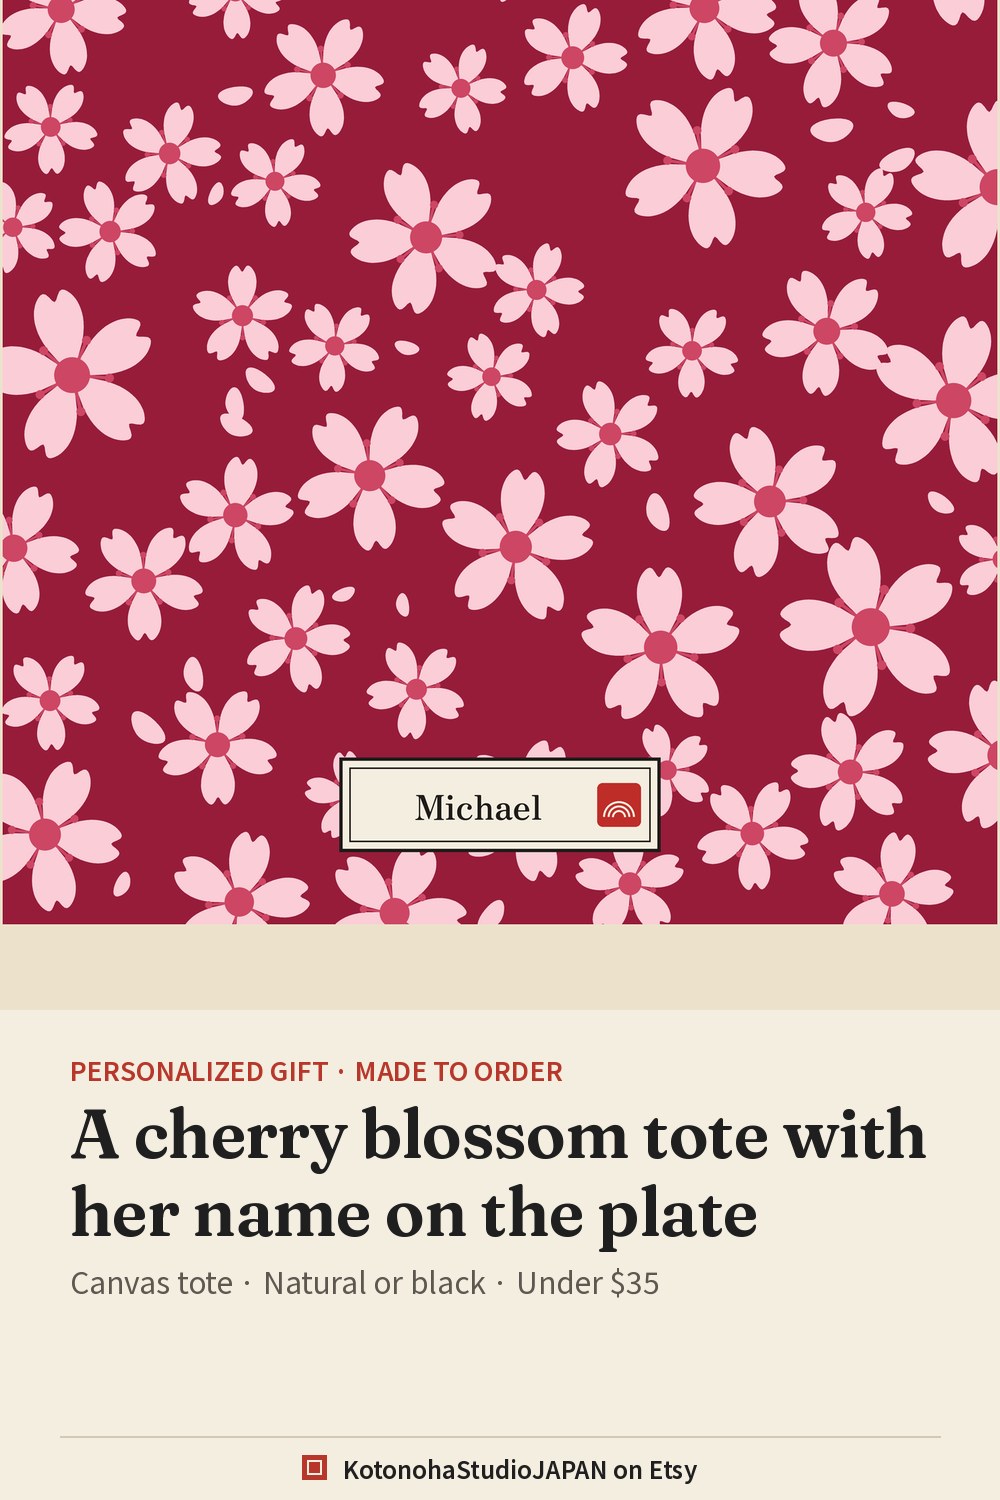 Michael
PERSONALIZED GIFT · MADE TO ORDER
A cherry blossom tote with
her name on the plate
Canvas tote · Natural or black · Under $35
KotonohaStudioJAPAN on Etsy